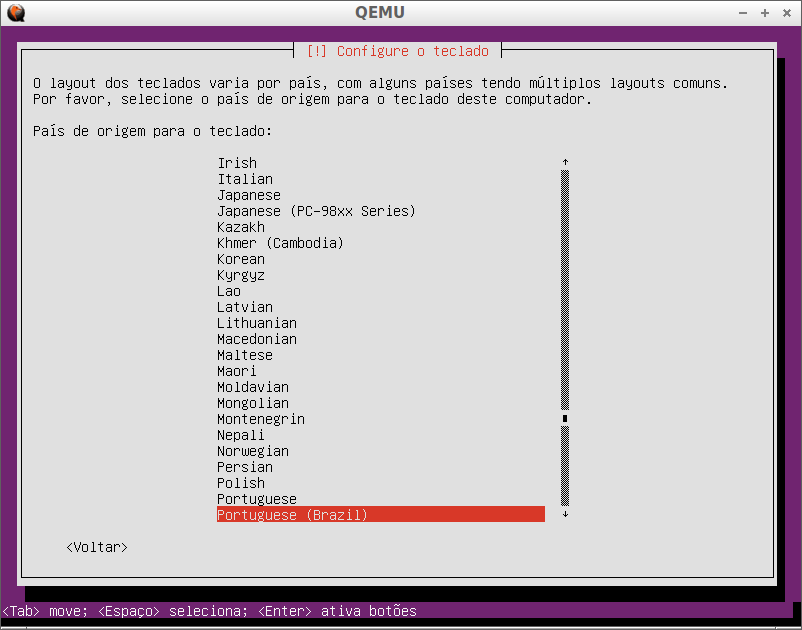 QEMU
[!] Configure o teclado
O layout dos teclados varia por país, com alguns países tendo múltiplos layouts comuns.
Por favor, selecione o país de origem para o teclado deste computador.
País de origem para o teclado:
Irish
Italian
Japanese
Japanese (PC-98xx Series)
Kazakh
Khmer (Cambodia)
Korean
Kyrgyz
Lao
Latvian
Lithuanian
Macedonian
Maltese
Maori
Moldavian
Mongolian
Montenegrin
Nepali
Norwegian
Persian
Polish
Portuguese
Portuguese (Brazil)
<Voltar>
<Tab> move; <Espaço> seleciona; <Enter> ativa botões